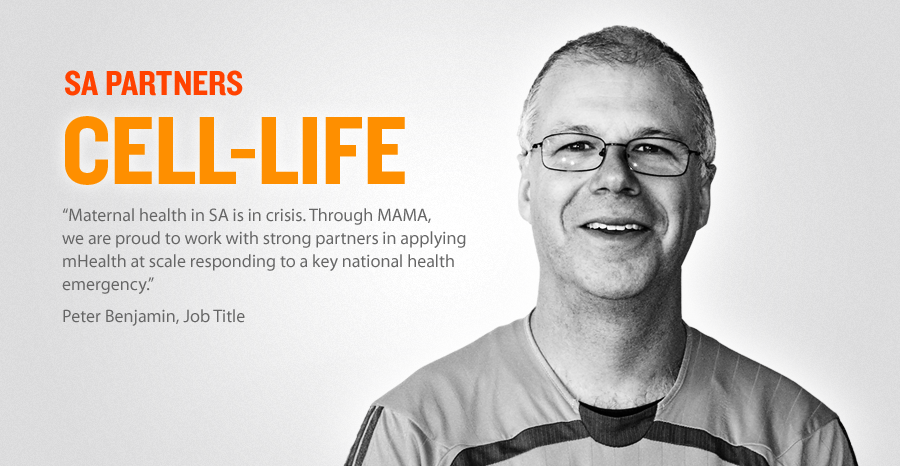 SA PARTNERS
CELL-LIFE
“Maternal health in SA is in crisis. Through MAMA,
we are proud to work with strong partners in applying
mHealth at scale responding to a key national health
emergency.”
Peter Benjamin, Job Title